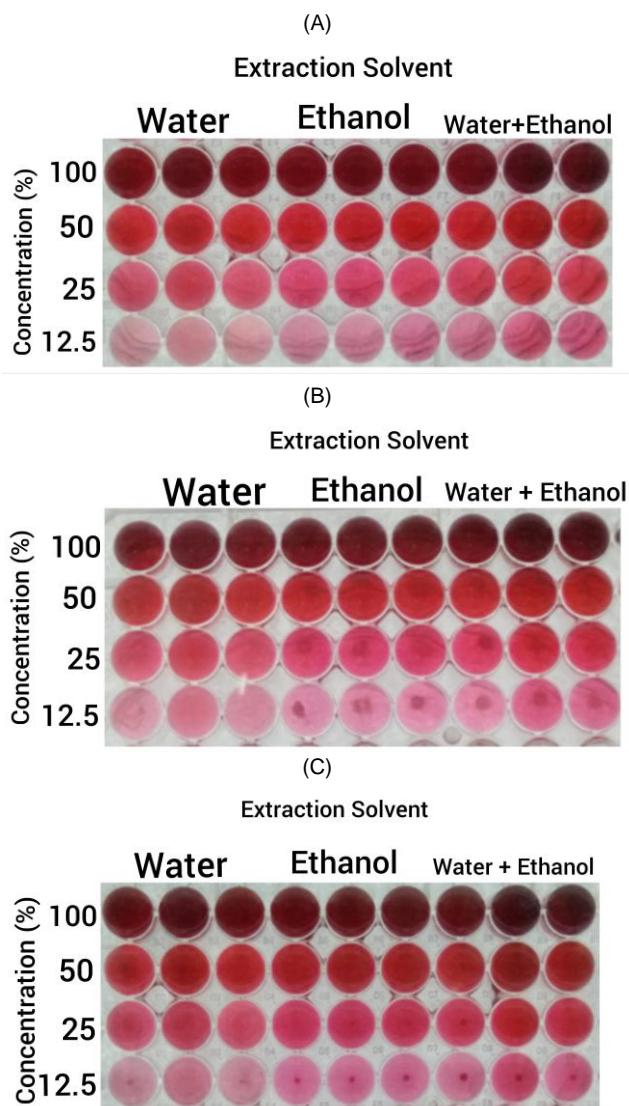 (A)
Extraction Solvent
Water Ethanol Water+Ethanol
Concentration (%)
100
50
25
12.5
(B)
Extraction Solvent
Water Ethanol Water + Ethanol
Concentration (%)
100
50
25
12.5
(C)
Extraction Solvent
Water Ethanol Water + Ethanol
Concentration (%)
100
50
25
12.5